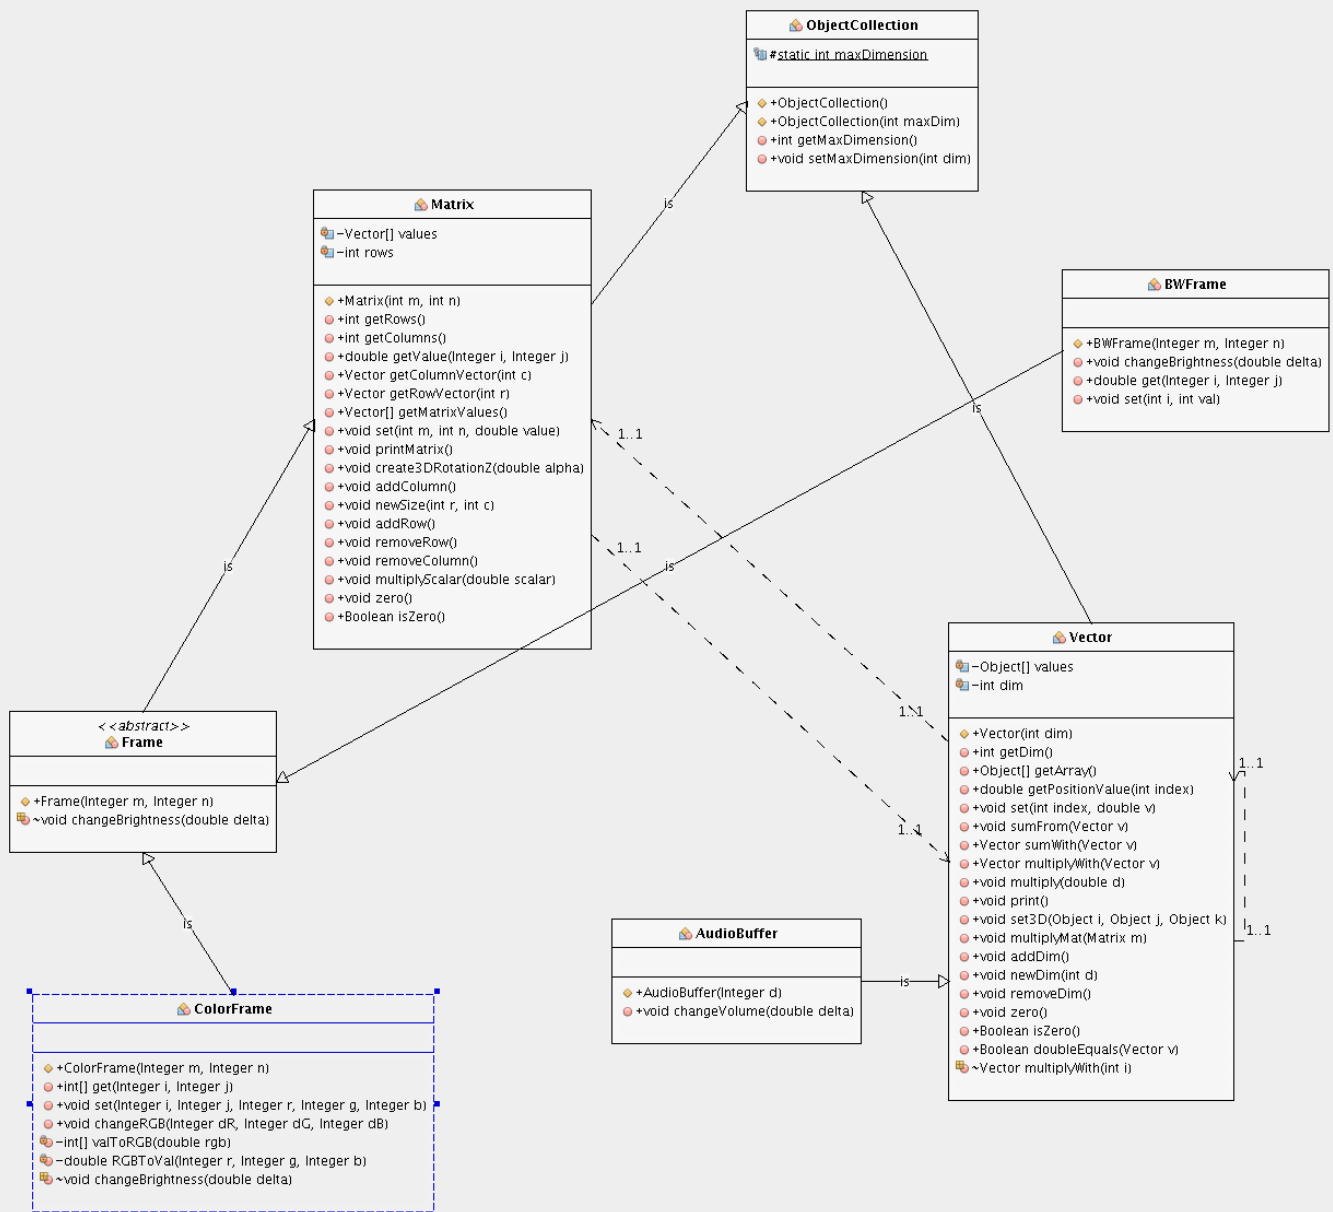 ObjectCollection
#static int maxDimension
+ObjectCollection()
+ObjectCollection(int maxDim)
+int getMaxDimension()
+void setMaxDimension(int dim)
is
Matrix
-Vector[] values
-int rows
+Matrix(int m, int n)
+int getRows()
+int getColumns()
+double getValue(Integer i, Integer j)
+Vector getColumnVector(int c)
+Vector getRowVector(int r)
+Vector[] getMatrixValues()
+void set(int m, int n, double value)
+void printMatrix()
+void create3DRotationZ(double alpha)
+void addColumn()
+void newSize(int r, int c)
+void addRow()
+void removeRow()
+void removeColumn()
+void multiplyScalar(double scalar)
+void zero()
+Boolean isZero()
BWFrame
+BWFrame(Integer m, Integer n)
+void changeBrightness(double delta)
+double get(Integer i, Integer j)
+void set(int i, int val)
is
1..1
1..1
is
is
Vector
-Object[] values
-int dim
+Vector(int dim)
+int getDim()
+Object[] getArray()
+double getPositionValue(int index)
+void set(int index, double v)
+void sumFrom(Vector v)
+Vector sumWith(Vector v)
+Vector multiplyWith(Vector v)
+void multiply(double d)
+void print()
+void set3D(Object i, Object j, Object k)
+void multiplyMat(Matrix m)
+void addDim()
+void newDim(int d)
+void removeDim()
+void zero()
+Boolean isZero()
+Boolean doubleEquals(Vector v)
~Vector multiplyWith(int i)
1..1
1..1
1..1
1..1
<<abstract>>
Frame
+Frame(Integer m, Integer n)
~void changeBrightness(double delta)
is
AudioBuffer
+AudioBuffer(Integer d)
+void changeVolume(double delta)
is
ColorFrame
+ColorFrame(Integer m, Integer n)
+int[] get(Integer i, Integer j)
+void set(Integer i, Integer j, Integer r, Integer g, Integer b)
+void changeRGB(Integer dR, Integer dG, Integer dB)
-int[] valToRGB(double rgb)
-double RGBToVal(Integer r, Integer g, Integer b)
~void changeBrightness(double delta)